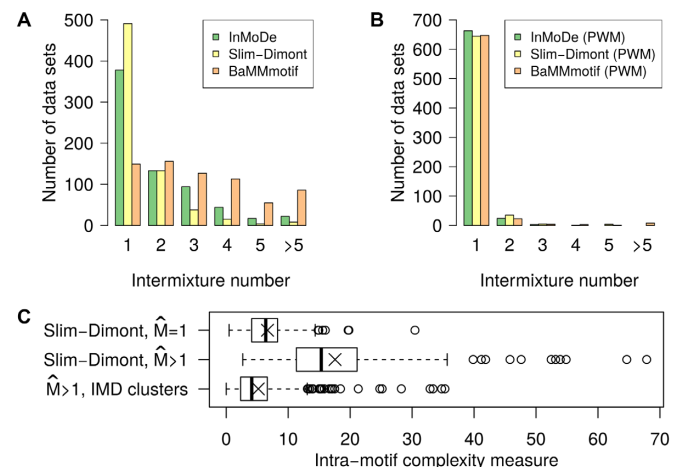 A
Number of data sets
500
400
300
200
100
0
InMoDe
Slim−Dimont
BaMMmotif
1 2 3 4 5 >5
Intermixture number
B
Number of data sets
700
600
500
400
300
200
100
0
InMoDe (PWM)
Slim−Dimont (PWM)
BaMMmotif (PWM)
1 2 3 4 5 >5
Intermixture number
C
Slim−Dimont, M̂=1
Slim−Dimont, M̂>1
M̂>1, IMD clusters
0 10 20 30 40 50 60 70
Intra−motif complexity measure